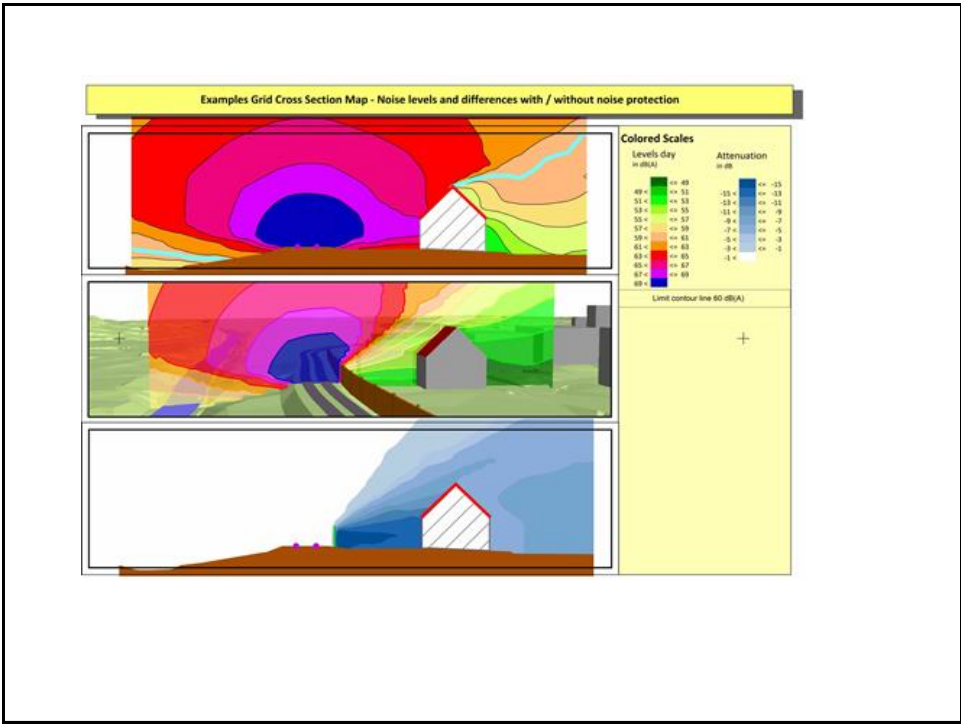 Examples Grid Cross Section Map - Noise levels and differences with / without noise protection
Colored Scales
Levels day
in dB(A)
<= 49
49 < <= 51
51 < <= 53
53 < <= 55
55 < <= 57
57 < <= 59
59 < <= 61
61 < <= 63
63 < <= 65
65 < <= 67
67 < <= 69
69 <
Attenuation
in dB
<= -15
-15 < <= -13
-13 < <= -11
-11 < <= -9
-9 < <= -7
-7 < <= -5
-5 < <= -3
-3 < <= -1
-1 <
Limit contour line 60 dB(A)